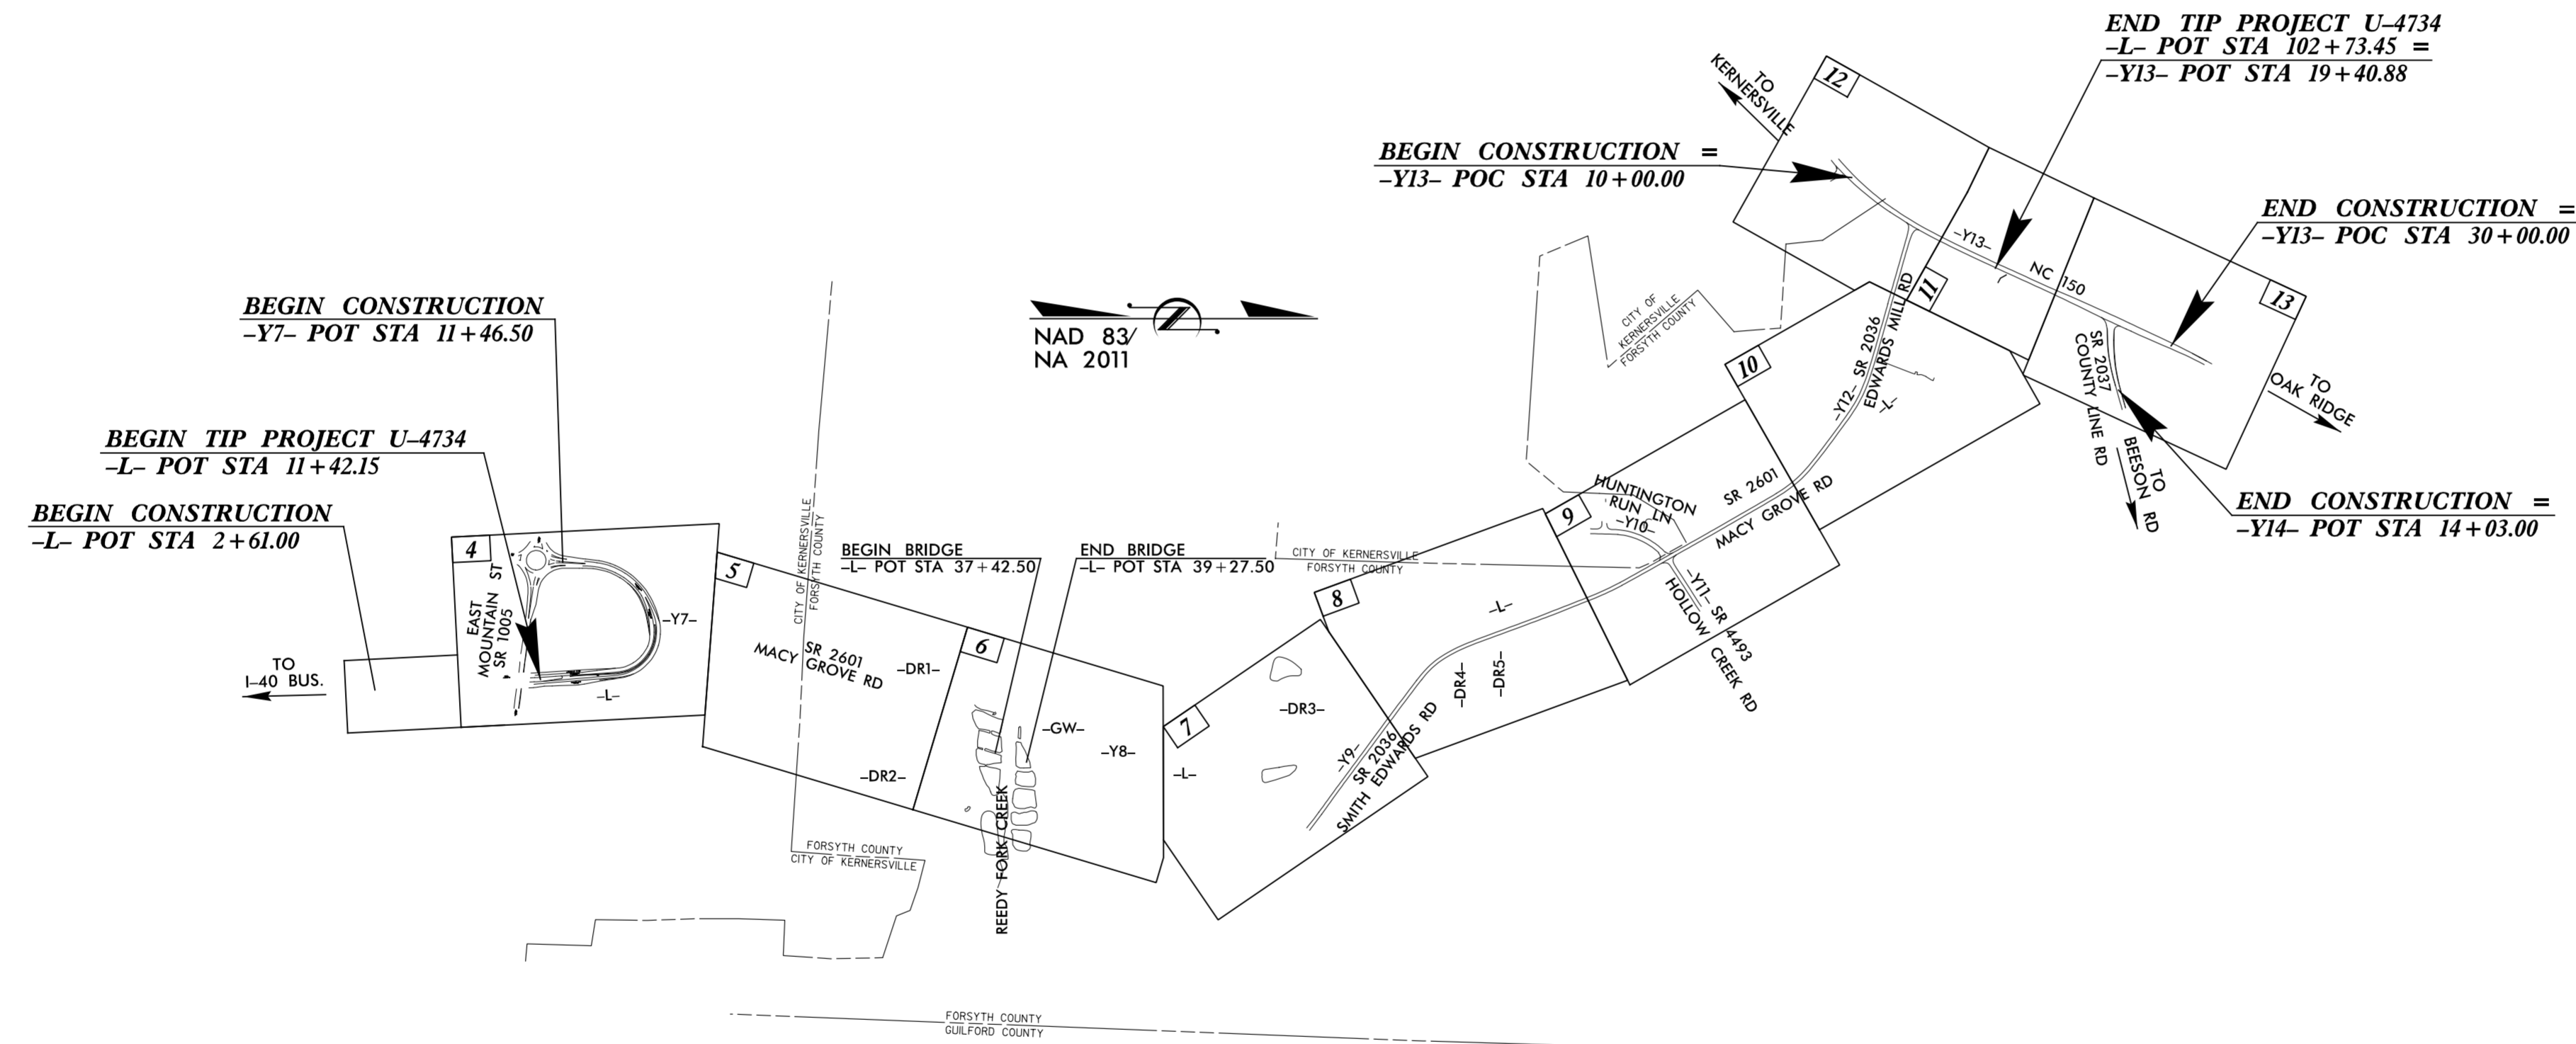 END TIP PROJECT U–4734
–L– POT STA 102+73.45 =
–Y13– POT STA 19+40.88
12
TO
KERNERSVILLE
BEGIN CONSTRUCTION =
–Y13– POC STA 10+00.00
END CONSTRUCTION =
–Y13– POC STA 30+00.00
–Y13–
NC 150
11
13
TO
OAK RIDGE
CITY OF
KERNERSVILLE
FORSYTH COUNTY
–Y12– SR 2036
EDWARDS MILL RD
–L–
10
SR 2037
COUNTY LINE RD
TO
BEESON RD
END CONSTRUCTION =
–Y14– POT STA 14+03.00
BEGIN CONSTRUCTION
–Y7– POT STA 11+46.50
NAD 83/
NA 2011
BEGIN TIP PROJECT U–4734
–L– POT STA 11+42.15
BEGIN CONSTRUCTION
–L– POT STA 2+61.00
4
EAST
MOUNTAIN ST
SR 1005
–Y7–
–L–
TO
I–40 BUS.
5
CITY OF KERNERSVILLE
FORSYTH COUNTY
SR 2601
MACY GROVE RD
–DR1–
–DR2–
BEGIN BRIDGE
–L– POT STA 37+42.50
END BRIDGE
–L– POT STA 39+27.50
6
–GW–
–Y8–
REEDY FORK CREEK
CITY OF KERNERSVILLE
FORSYTH COUNTY
7
–L–
–DR3–
8
–L–
–Y9–
SR 2036
SMITH EDWARDS RD
–DR4–
–DR5–
9
HUNTINGTON
RUN LN
–Y10–
SR 2601
MACY GROVE RD
–Y11– SR 4493
HOLLOW CREEK RD
FORSYTH COUNTY
CITY OF KERNERSVILLE
FORSYTH COUNTY
GUILFORD COUNTY